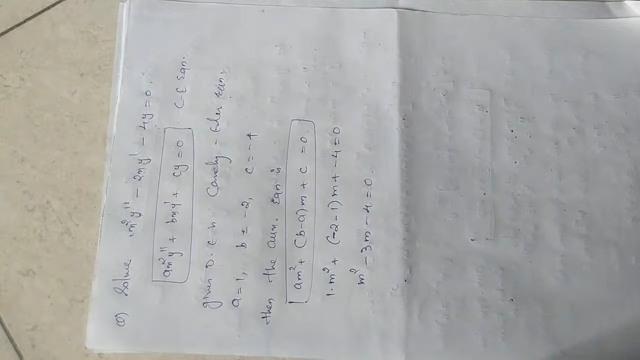 (0) Solve x²y" - 2xy' - 4y = 0.
ax²y" + bxy' + cy = 0 C-E Eqn.
given D.E is Cauchy - Euler eqn.
a = 1, b = -2, c = -4
then the aux. eqn is
am² + (b-a)m + c = 0
1·m² + (-2-1)m + -4 = 0
m² - 3m - 4 = 0.